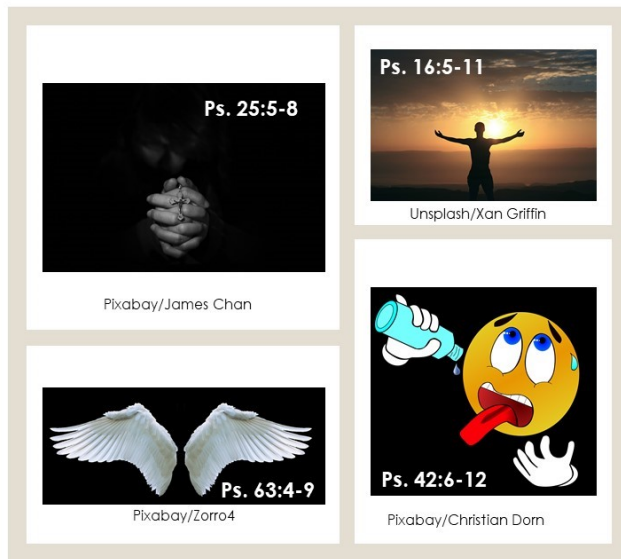 Ps. 25:5-8
Pixabay/James Chan
Ps. 16:5-11
Unsplash/Xan Griffin
Ps. 63:4-9
Pixabay/Zorro4
Ps. 42:6-12
Pixabay/Christian Dorn